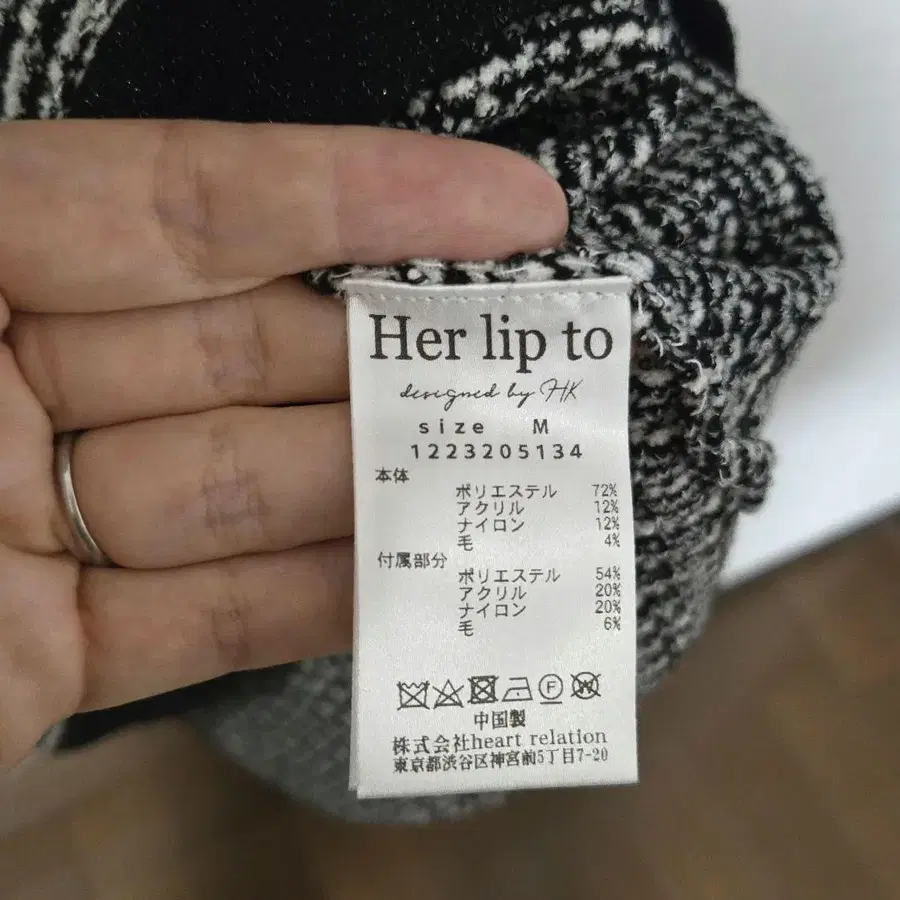 Her lip to
designed by HK
size M
1223205134
本体
ポリエステル 72%
アクリル 12%
ナイロン 12%
毛 4%
付属部分
ポリエステル 54%
アクリル 20%
ナイロン 20%
毛 6%
F W
中国製
株式会社heart relation
東京都渋谷区神宮前5丁目7-20